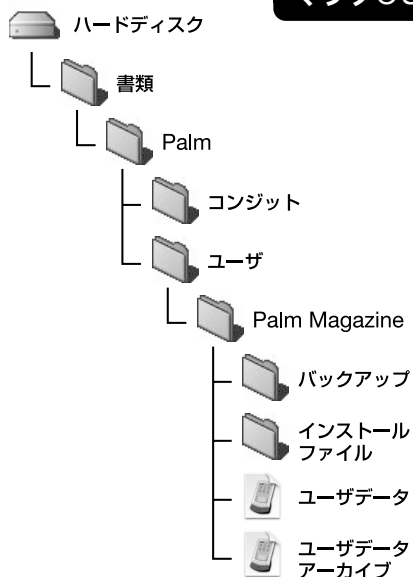 ハードディスク
書類
Palm
コンジット
ユーザ
Palm Magazine
バックアップ
インストール
ファイル
ユーザデータ
ユーザデータ
アーカイブ